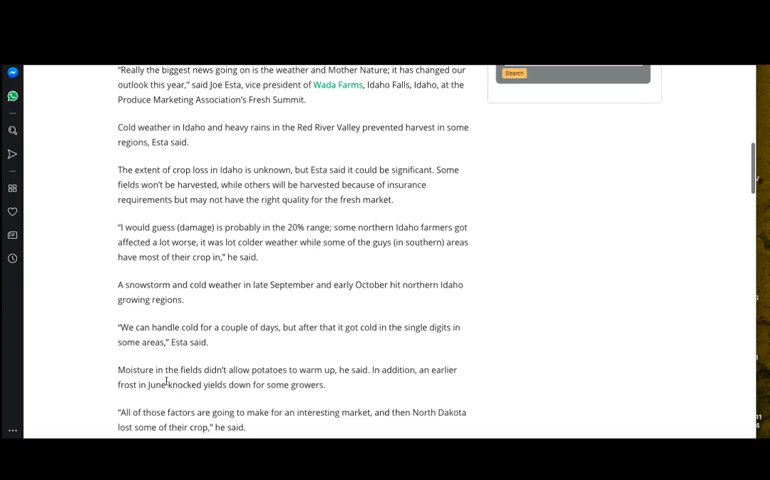 “Really the biggest news going on is the weather and Mother Nature; it has changed our
outlook this year,” said Joe Esta, vice president of Wada Farms, Idaho Falls, Idaho, at the
Produce Marketing Association’s Fresh Summit.
Search
Cold weather in Idaho and heavy rains in the Red River Valley prevented harvest in some
regions, Esta said.
The extent of crop loss in Idaho is unknown, but Esta said it could be significant. Some
fields won’t be harvested, while others will be harvested because of insurance
requirements but may not have the right quality for the fresh market.
“I would guess (damage) is probably in the 20% range; some northern Idaho farmers got
affected a lot worse, it was lot colder weather while some of the guys (in southern) areas
have most of their crop in,” he said.
A snowstorm and cold weather in late September and early October hit northern Idaho
growing regions.
“We can handle cold for a couple of days, but after that it got cold in the single digits in
some areas,” Esta said.
Moisture in the fields didn’t allow potatoes to warm up, he said. In addition, an earlier
frost in June knocked yields down for some growers.
“All of those factors are going to make for an interesting market, and then North Dakota
lost some of their crop,” he said.